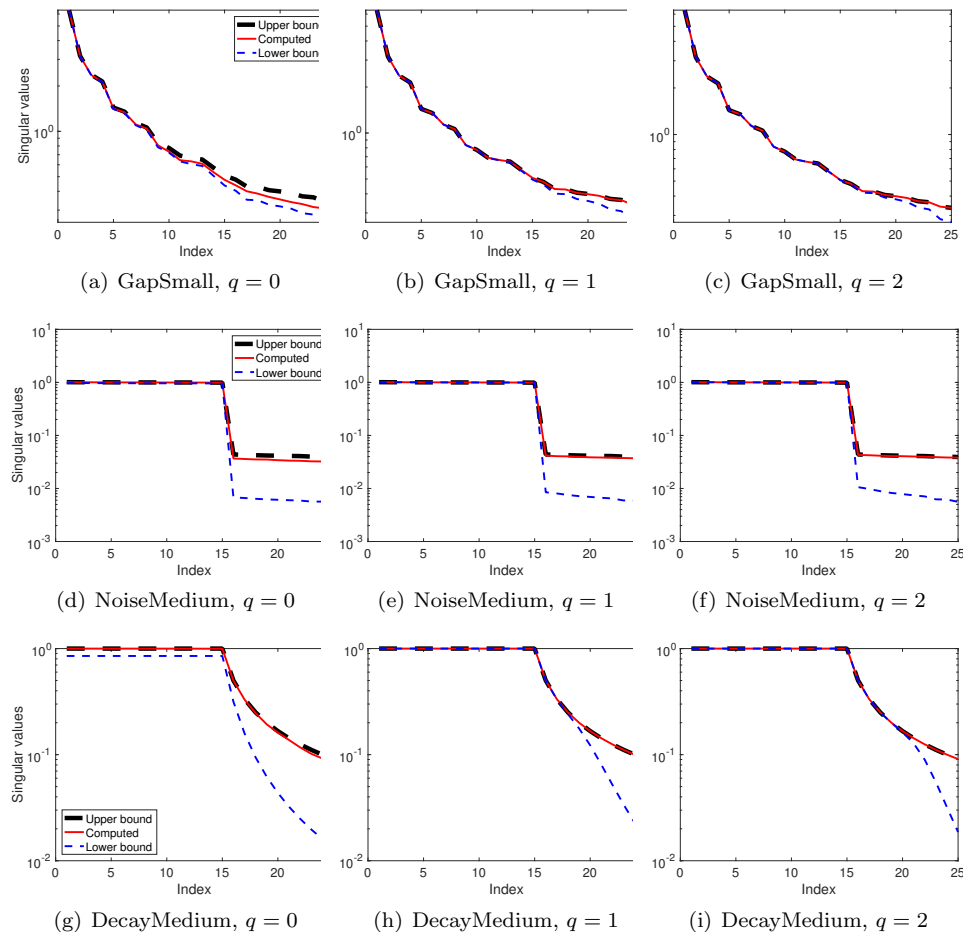 Singular values
10^0
Upper bound
Computed
Lower bound
0 5 10 15 20
Index
(a) GapSmall, q = 0
10^0
0 5 10 15 20
Index
(b) GapSmall, q = 1
10^0
0 5 10 15 20 25
Index
(c) GapSmall, q = 2
Singular values
10^1
10^0
10^-1
10^-2
10^-3
Upper bound
Computed
Lower bound
0 5 10 15 20
Index
(d) NoiseMedium, q = 0
10^1
10^0
10^-1
10^-2
10^-3
0 5 10 15 20
Index
(e) NoiseMedium, q = 1
10^1
10^0
10^-1
10^-2
10^-3
0 5 10 15 20 25
Index
(f) NoiseMedium, q = 2
Singular values
10^0
10^-1
10^-2
Upper bound
Computed
Lower bound
0 5 10 15 20
Index
(g) DecayMedium, q = 0
10^0
10^-1
10^-2
0 5 10 15 20
Index
(h) DecayMedium, q = 1
10^0
10^-1
10^-2
0 5 10 15 20 25
Index
(i) DecayMedium, q = 2